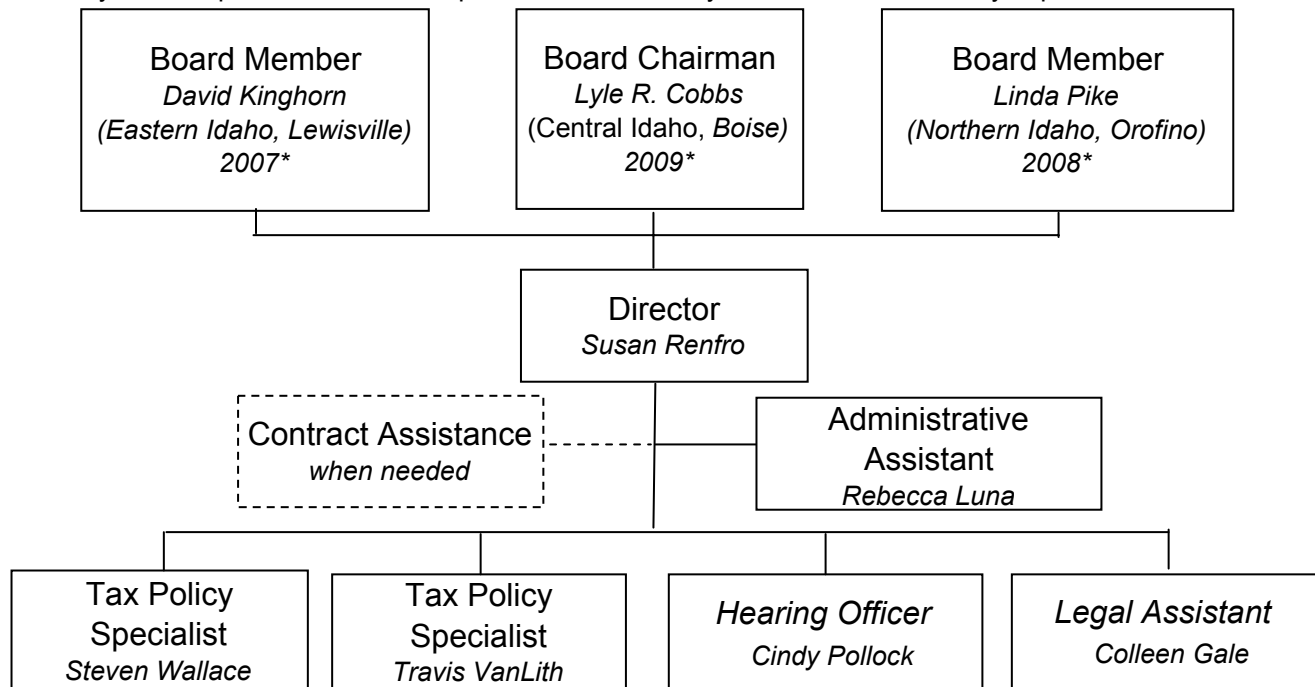 Board Member
David Kinghorn
(Eastern Idaho, Lewisville)
2007*
Board Chairman
Lyle R. Cobbs
(Central Idaho, Boise)
2009*
Board Member
Linda Pike
(Northern Idaho, Orofino)
2008*
Director
Susan Renfro
Contract Assistance
when needed
Administrative
Assistant
Rebecca Luna
Tax Policy
Specialist
Steven Wallace
Tax Policy
Specialist
Travis VanLith
Hearing Officer
Cindy Pollock
Legal Assistant
Colleen Gale